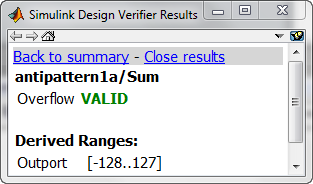 Simulink Design Verifier Results
Back to summary - Close results
antipattern1a/Sum
Overflow VALID
Derived Ranges:
Outport [-128..127]